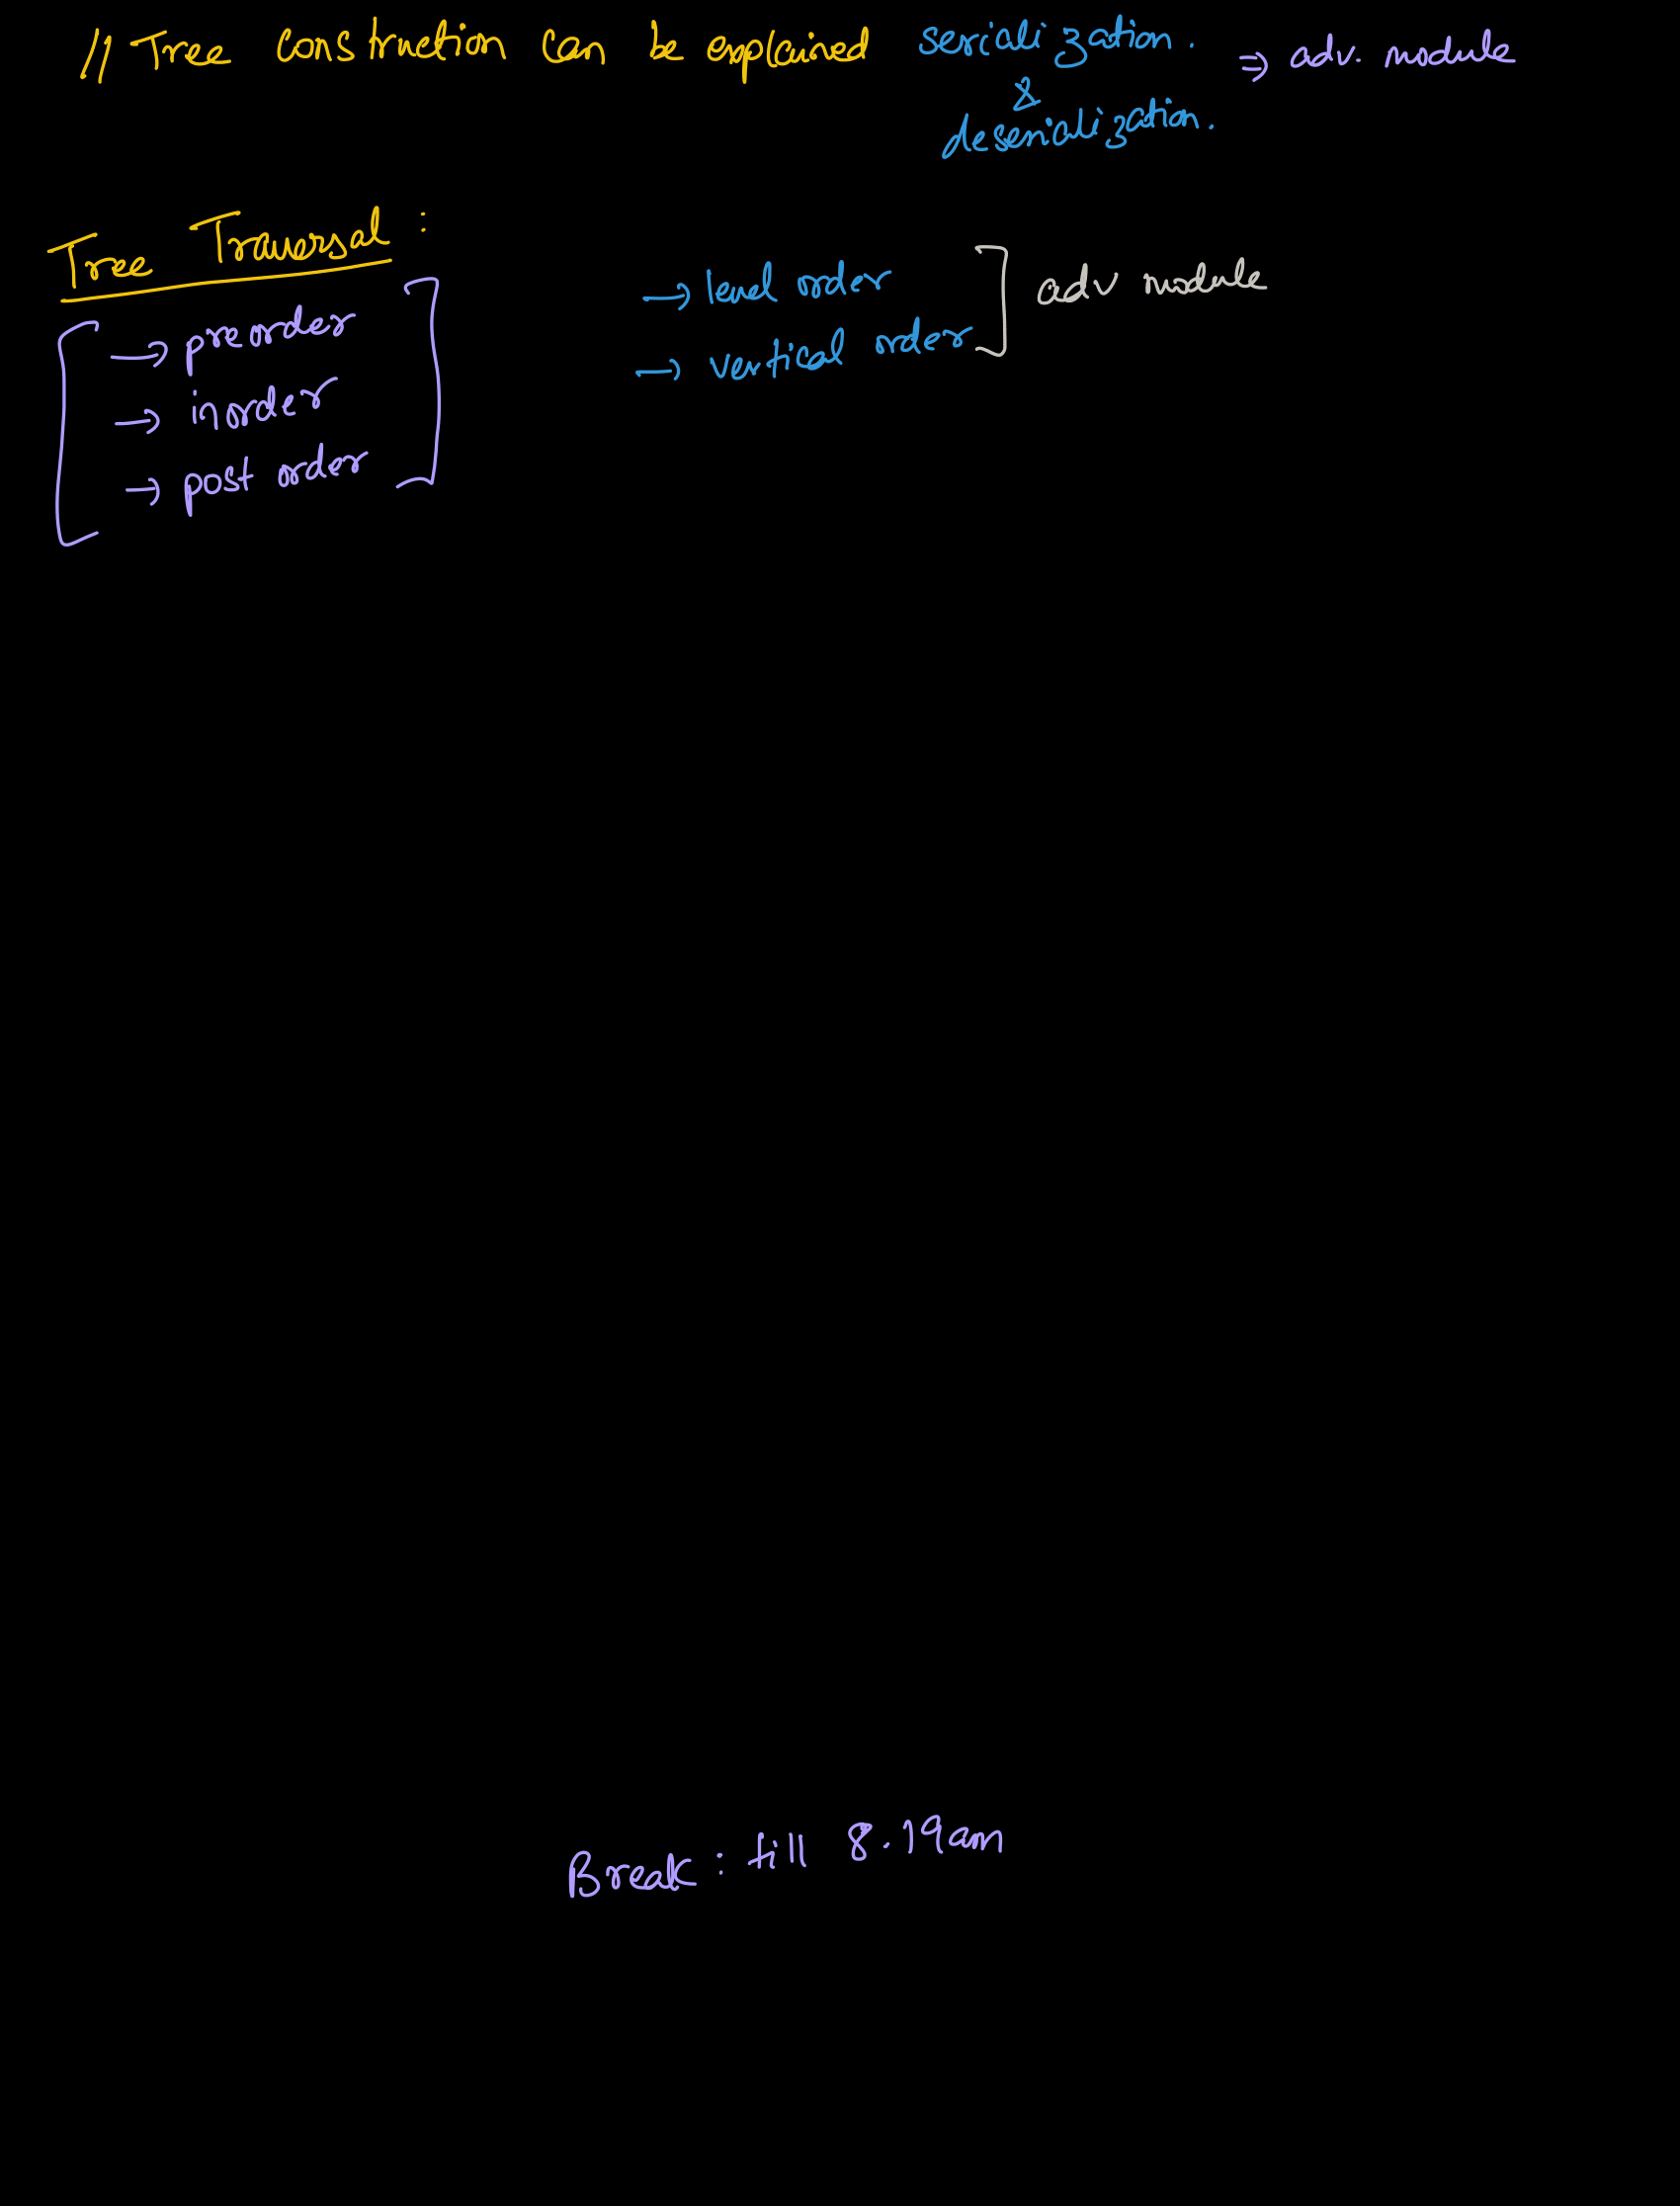 // Tree construction can be explained serialization. ⇒ adv. module
&
deserialization.
Tree Traversal :
→ preorder
→ inorder
→ post order
→ level order
→ vertical order
adv module
Break : till 8.19am